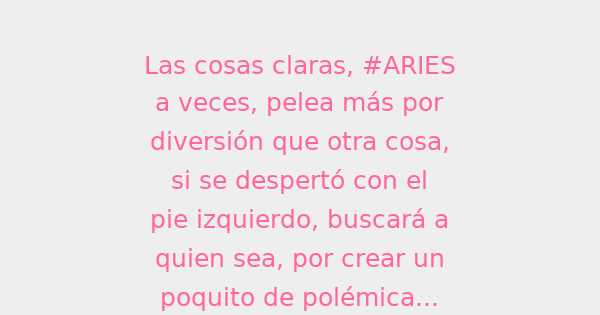 Las cosas claras, #ARIES
a veces, pelea más por
diversión que otra cosa,
si se despertó con el
pie izquierdo, buscará a
quien sea, por crear un
poquito de polémica...